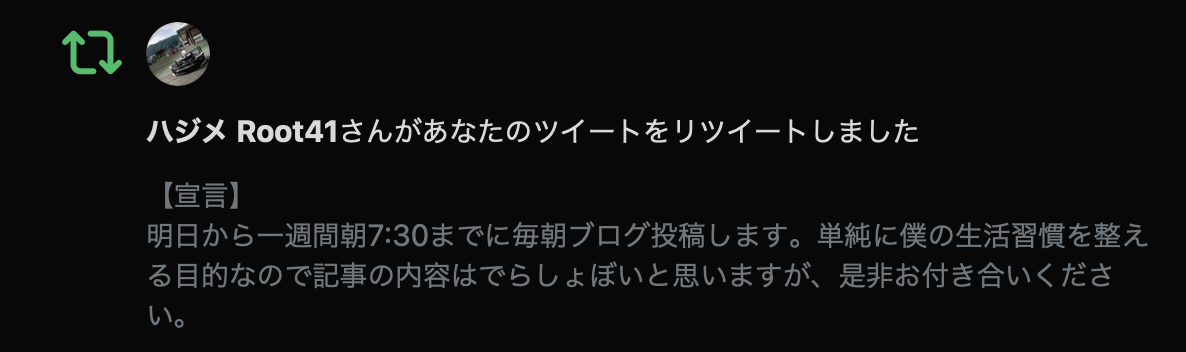 ハジメ Root41さんがあなたのツイートをリツイートしました
【宣言】
明日から一週間朝7:30までに毎朝ブログ投稿します。単純に僕の生活習慣を整え
る目的なので記事の内容はでらしょぼいと思いますが、是非お付き合いくださ
い。